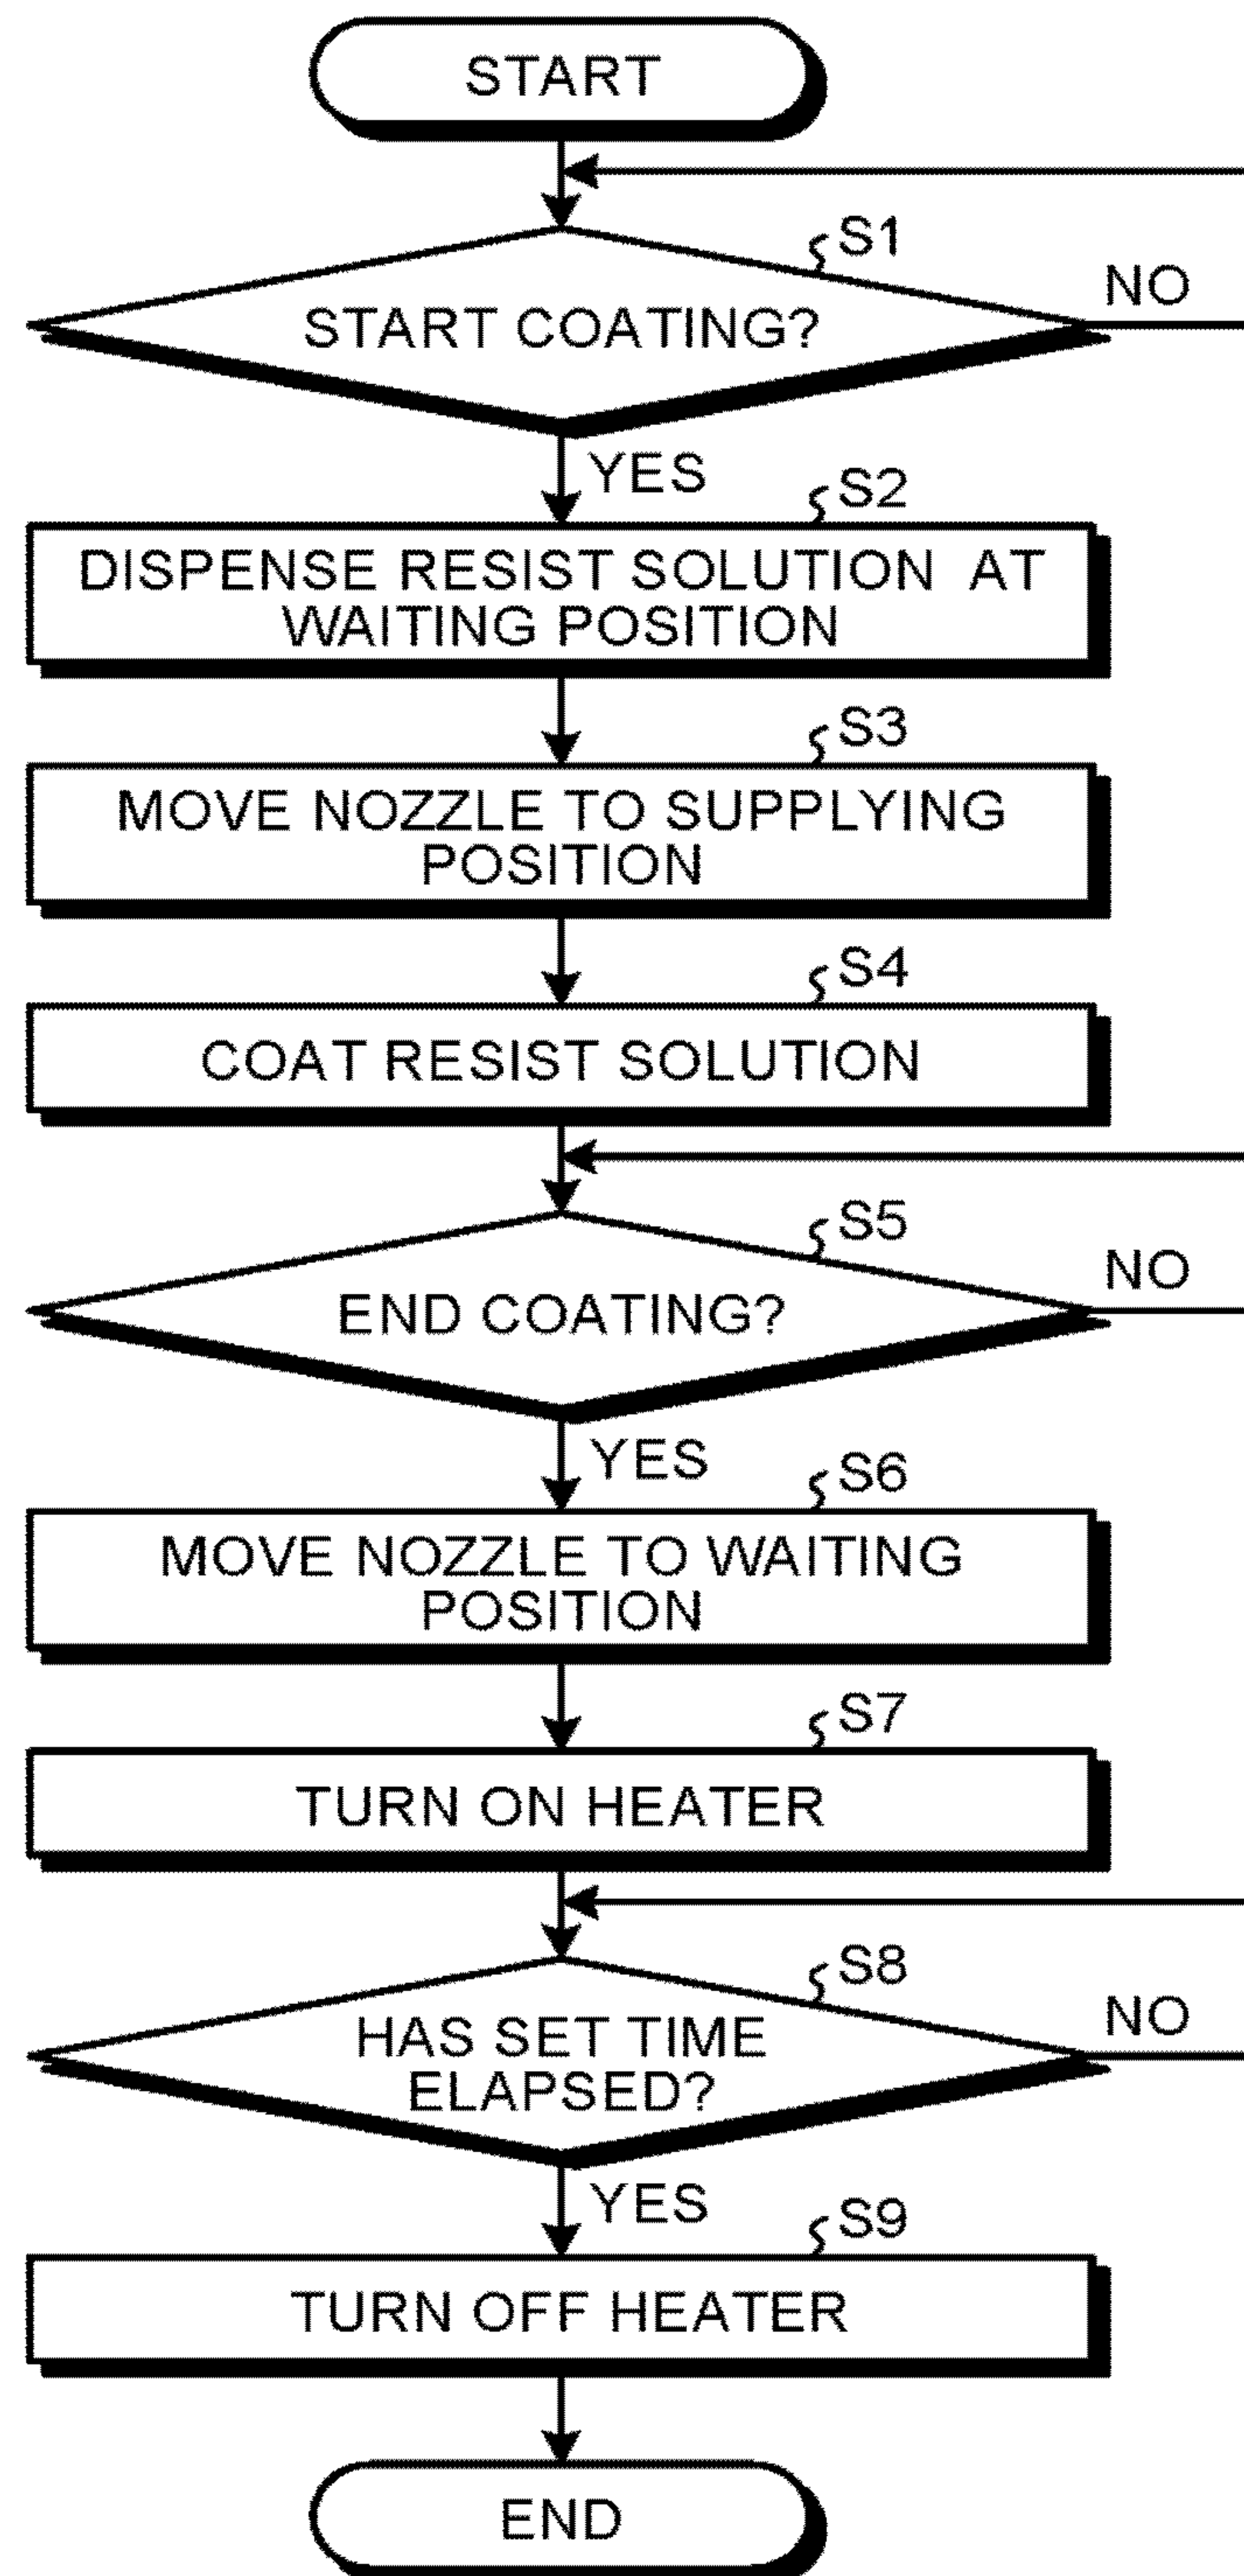 START
S1
START COATING?
NO
YES
S2
DISPENSE RESIST SOLUTION AT
WAITING POSITION
S3
MOVE NOZZLE TO SUPPLYING
POSITION
S4
COAT RESIST SOLUTION
S5
END COATING?
NO
YES
S6
MOVE NOZZLE TO WAITING
POSITION
S7
TURN ON HEATER
S8
HAS SET TIME
ELAPSED?
NO
YES
S9
TURN OFF HEATER
END